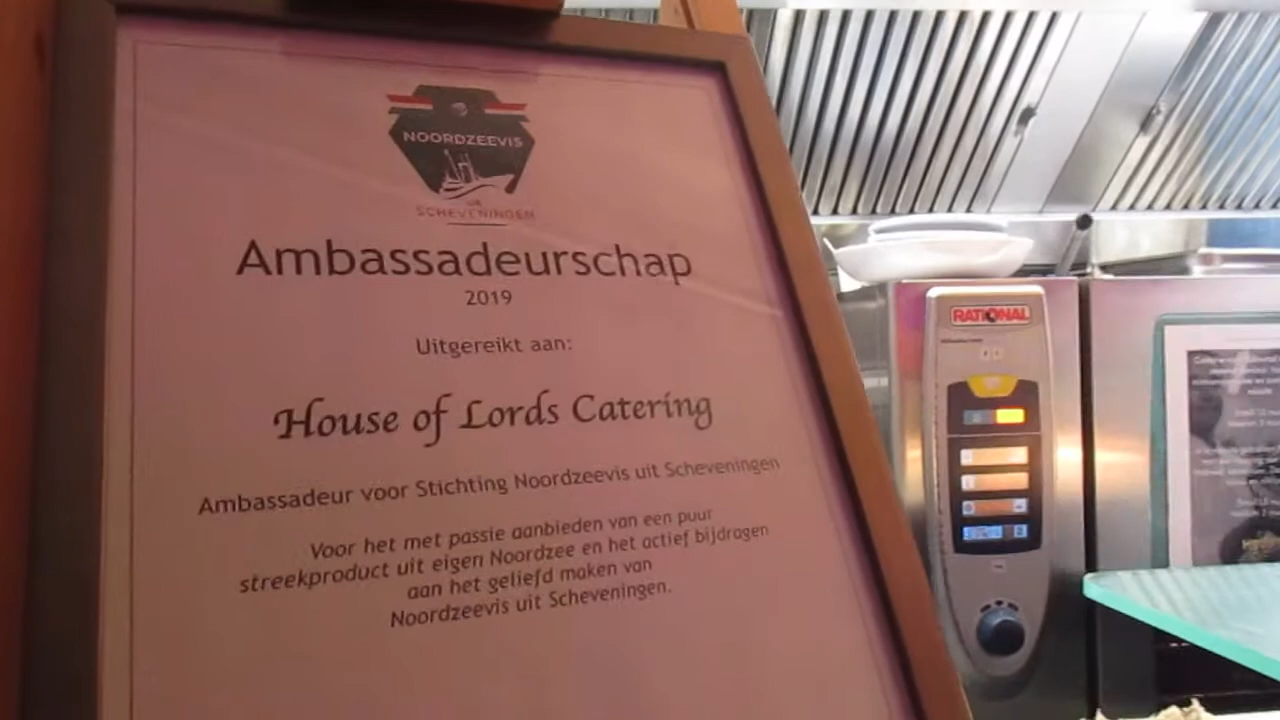 NOORDZEEVIS
UIT
SCHEVENINGEN
Ambassadeurschap
2019
Uitgereikt aan:
House of Lords Catering
Ambassadeur voor Stichting Noordzeevis uit Scheveningen
Voor het met passie aanbieden van een puur
streekproduct uit eigen Noordzee en het actief bijdragen
aan het geliefd maken van
Noordzeevis uit Scheveningen.
RATIONAL